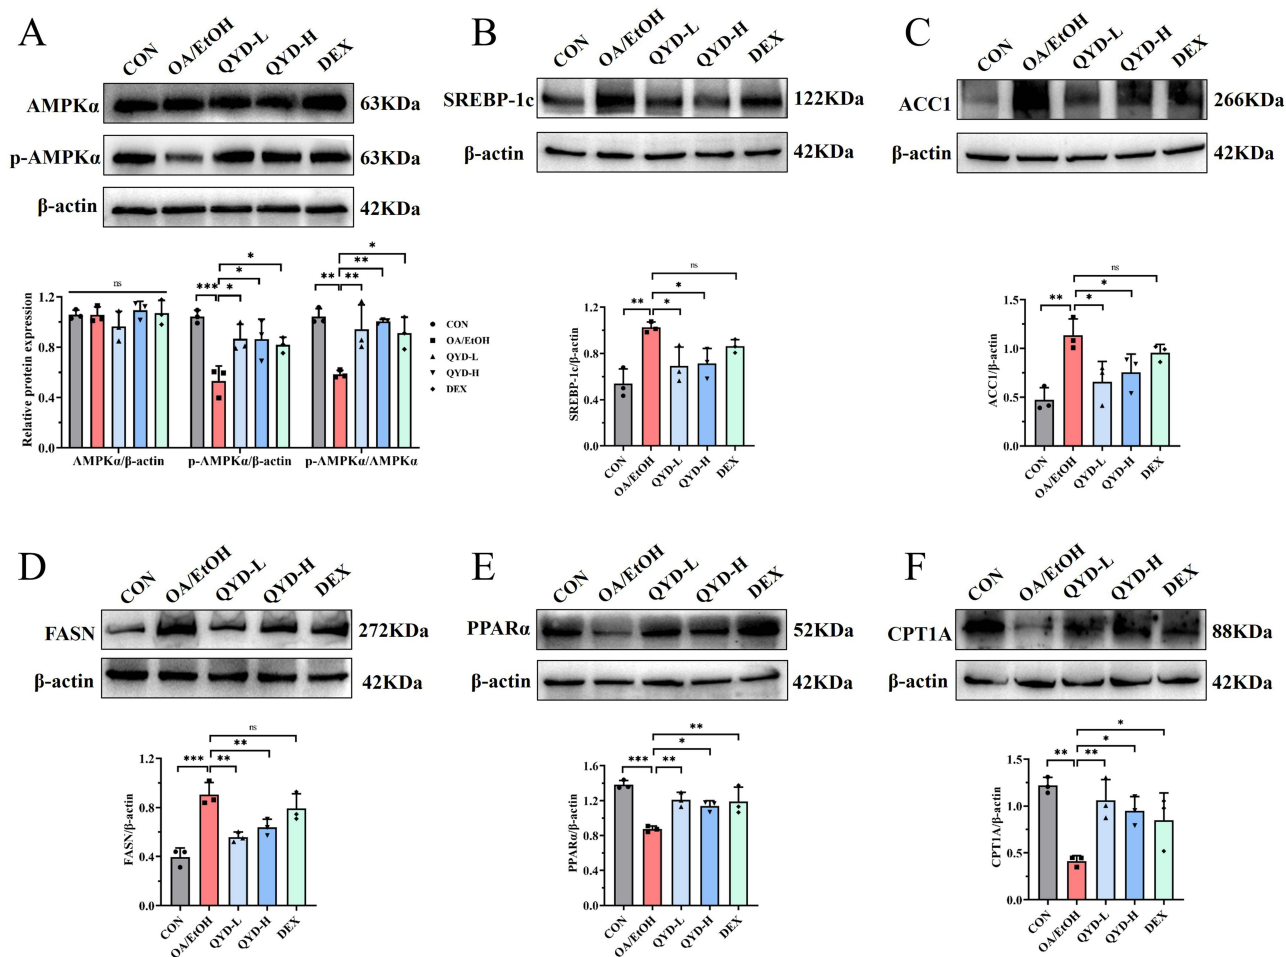 A
CON
OA/EtOH
QYD-L
QYD-H
DEX
AMPKα
63KDa
p-AMPKα
63KDa
β-actin
42KDa
ns
***
*
*
*
**
**
**
*
Relative protein expression
1.2
0.8
0.4
0.0
AMPKα/β-actin
p-AMPKα/β-actin
p-AMPKα/AMPKα
CON
OA/EtOH
QYD-L
QYD-H
DEX
B
CON
OA/EtOH
QYD-L
QYD-H
DEX
SREBP-1c
122KDa
β-actin
42KDa
ns
*
**
*
SREBP-1c/β-actin
1.2
0.8
0.4
0.0
CON
OA/EtOH
QYD-L
QYD-H
DEX
C
CON
OA/EtOH
QYD-L
QYD-H
DEX
ACC1
266KDa
β-actin
42KDa
ns
*
**
*
ACC1/β-actin
1.5
1.0
0.5
0.0
CON
OA/EtOH
QYD-L
QYD-H
DEX
D
CON
OA/EtOH
QYD-L
QYD-H
DEX
FASN
272KDa
β-actin
42KDa
ns
**
***
**
FASN/β-actin
1.2
0.8
0.4
0.0
CON
OA/EtOH
QYD-L
QYD-H
DEX
E
CON
OA/EtOH
QYD-L
QYD-H
DEX
PPARα
52KDa
β-actin
42KDa
**
*
***
**
PPARα/β-actin
1.6
1.2
0.8
0.4
0.0
CON
OA/EtOH
QYD-L
QYD-H
DEX
F
CON
OA/EtOH
QYD-L
QYD-H
DEX
CPT1A
88KDa
β-actin
42KDa
*
*
**
**
CPT1A/β-actin
1.5
1.0
0.5
0.0
CON
OA/EtOH
QYD-L
QYD-H
DEX